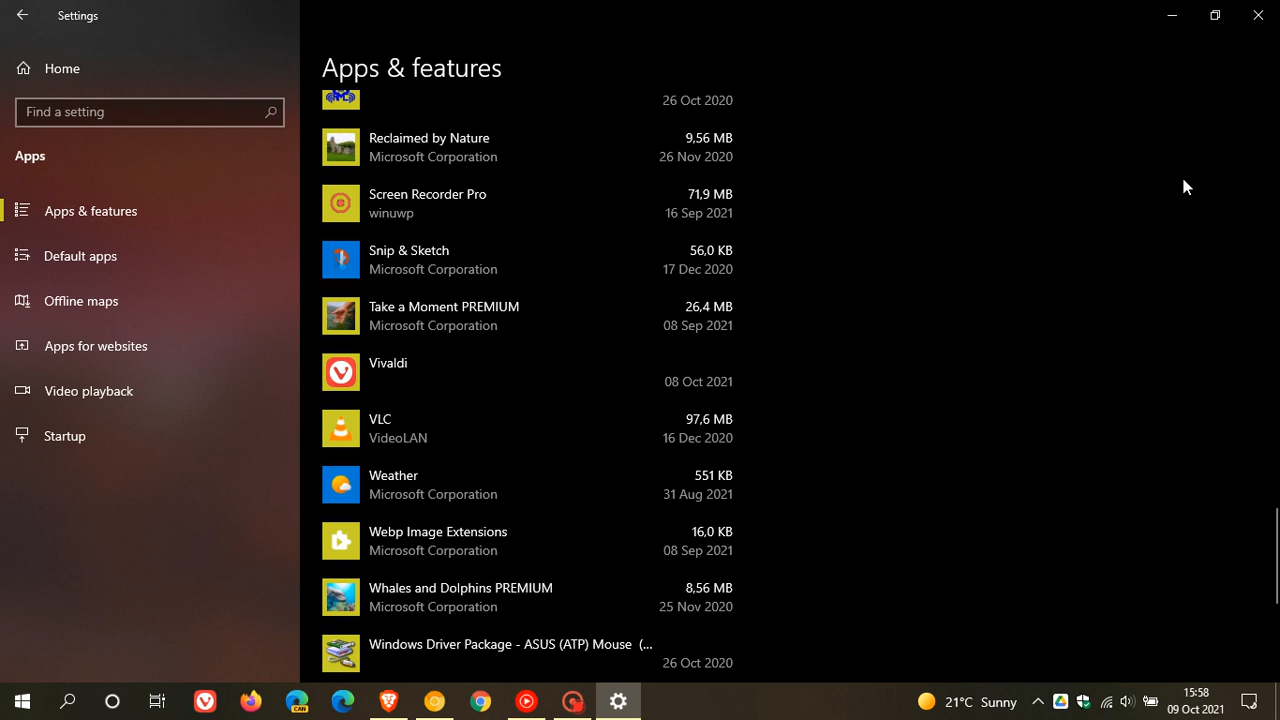 Settings
Home
Find a setting
Apps
Apps & features
Default apps
Offline maps
Apps for websites
Video playback
Startup
Apps & features
26 Oct 2020
Reclaimed by Nature 9,56 MB
Microsoft Corporation 26 Nov 2020
Screen Recorder Pro 71,9 MB
winuwp 16 Sep 2021
Snip & Sketch 56,0 KB
Microsoft Corporation 17 Dec 2020
Take a Moment PREMIUM 26,4 MB
Microsoft Corporation 08 Sep 2021
Vivaldi
08 Oct 2021
VLC 97,6 MB
VideoLAN 16 Dec 2020
Weather 551 KB
Microsoft Corporation 31 Aug 2021
Webp Image Extensions 16,0 KB
Microsoft Corporation 08 Sep 2021
Whales and Dolphins PREMIUM 8,56 MB
Microsoft Corporation 25 Nov 2020
Windows Driver Package - ASUS (ATP) Mouse (...
26 Oct 2020
CAN
21°C Sunny
15:58
09 Oct 2021